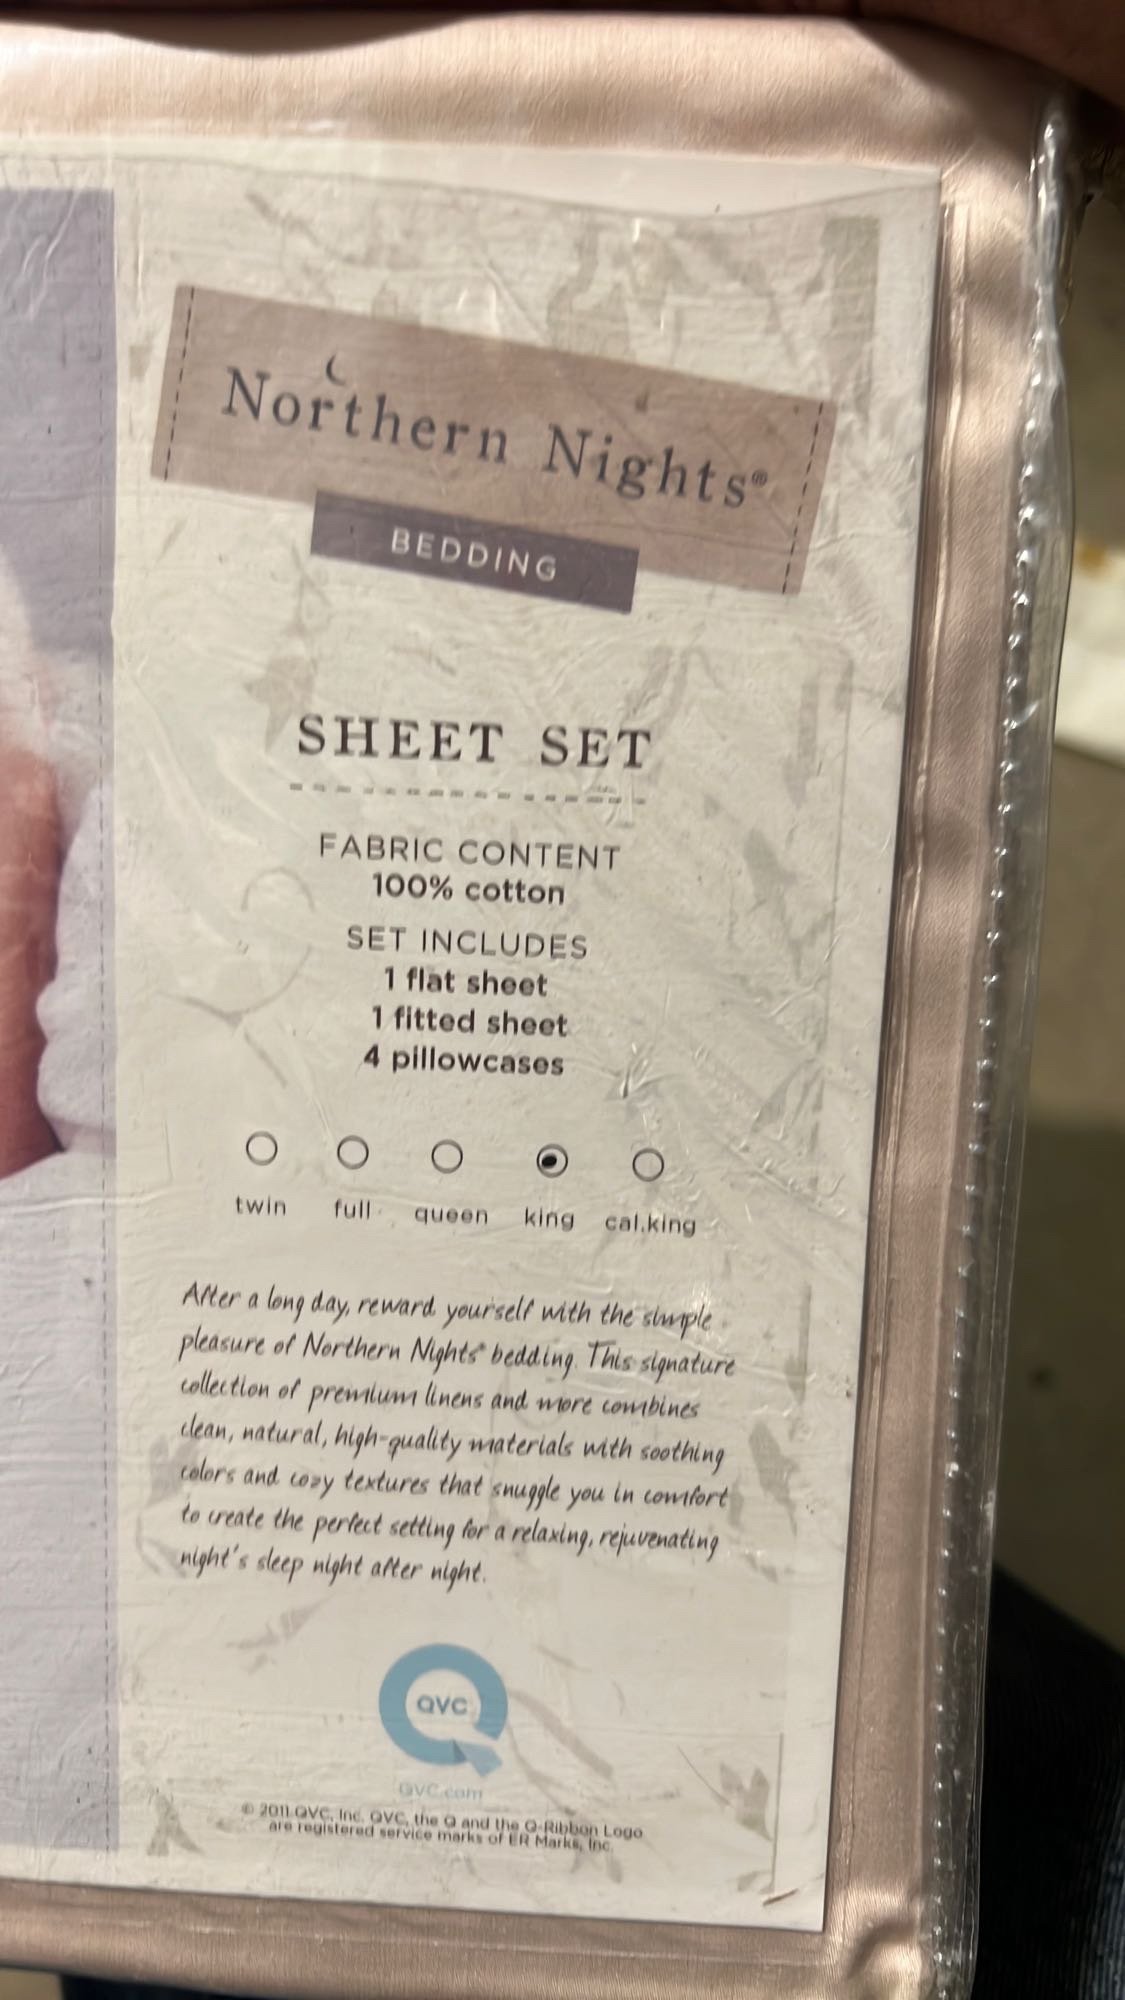 Northern Nights®
BEDDING
SHEET SET
FABRIC CONTENT
100% cotton
SET INCLUDES
1 flat sheet
1 fitted sheet
4 pillowcases
twin full queen king cal.king
After a long day, reward yourself with the simple
pleasure of Northern Nights® bedding. This signature
collection of premium linens and more combines
clean, natural, high-quality materials with soothing
colors and cozy textures that snuggle you in comfort
to create the perfect setting for a relaxing, rejuvenating
night's sleep night after night.
QVC
QVC.com
© 2011 QVC, Inc. QVC, the Q and the Q-Ribbon Logo
are registered service marks of ER Marks, Inc.